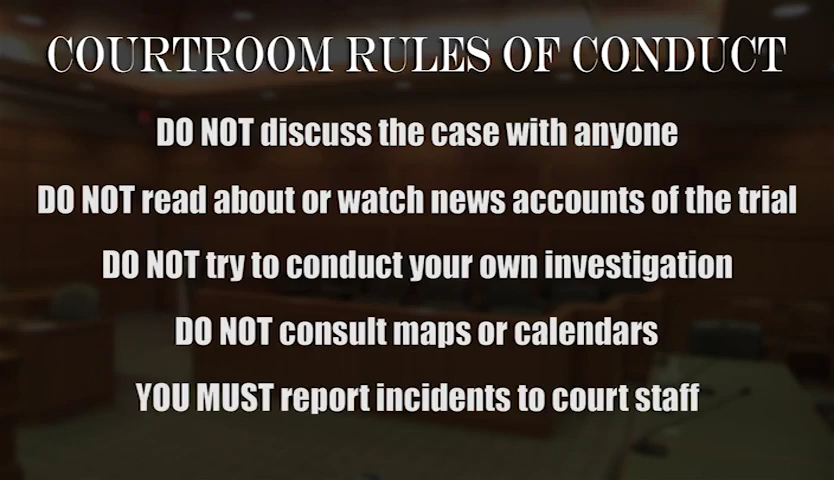 COURTROOM RULES OF CONDUCT
DO NOT discuss the case with anyone
DO NOT read about or watch news accounts of the trial
DO NOT try to conduct your own investigation
DO NOT consult maps or calendars
YOU MUST report incidents to court staff